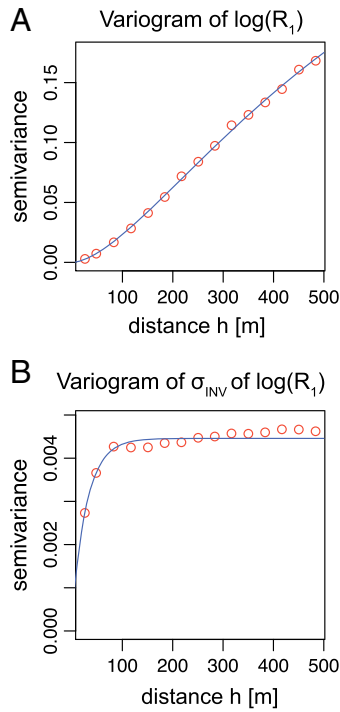 A
Variogram of log(R₁)
semivariance
0.15
0.10
0.05
0.00
100 200 300 400 500
distance h [m]
B
Variogram of σINV of log(R₁)
semivariance
0.004
0.002
0.000
100 200 300 400 500
distance h [m]